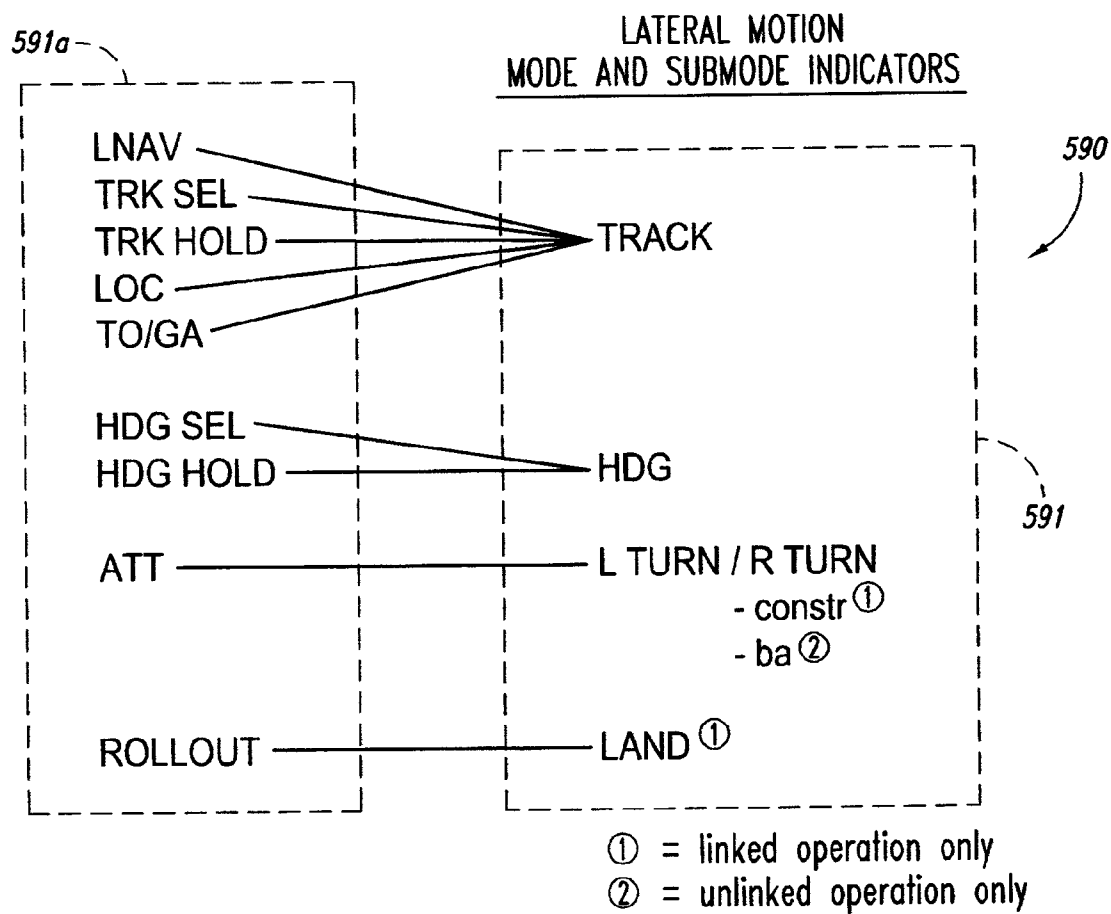 LATERAL MOTION
MODE AND SUBMODE INDICATORS
591a
590
LNAV
TRK SEL
TRK HOLD
LOC
TO/GA
TRACK
HDG SEL
HDG HOLD
HDG
591
ATT
L TURN / R TURN
- constr ①
- ba ②
ROLLOUT
LAND ①
① = linked operation only
② = unlinked operation only